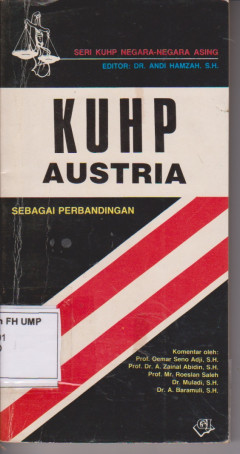 SERI KUHP NEGARA-NEGARA ASING
EDITOR: DR. ANDI HAMZAH, S.H.
KUHP
AUSTRIA
SEBAGAI PERBANDINGAN
FH UMP
Komentar oleh:
Prof. Oemar Seno Adji, S.H.
Prof. Dr. A. Zainal Abidin, S.H.
Prof. Mr. Roeslan Saleh
Dr. Muladi, S.H.
Dr. A. Baramuli, S.H.